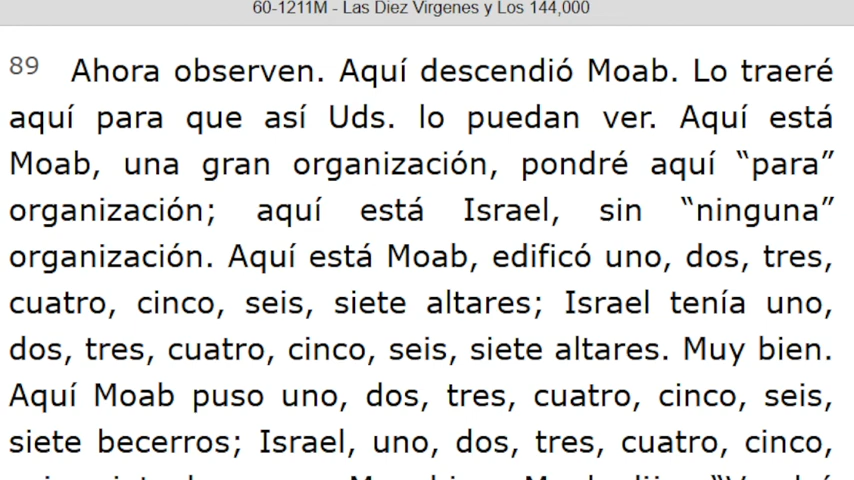 60-1211M - Las Diez Virgenes y Los 144,000
89 Ahora observen. Aquí descendió Moab. Lo traeré
aquí para que así Uds. lo puedan ver. Aquí está
Moab, una gran organización, pondré aquí “para”
organización; aquí está Israel, sin “ninguna”
organización. Aquí está Moab, edificó uno, dos, tres,
cuatro, cinco, seis, siete altares; Israel tenía uno,
dos, tres, cuatro, cinco, seis, siete altares. Muy bien.
Aquí Moab puso uno, dos, tres, cuatro, cinco, seis,
siete becerros; Israel, uno, dos, tres, cuatro, cinco,